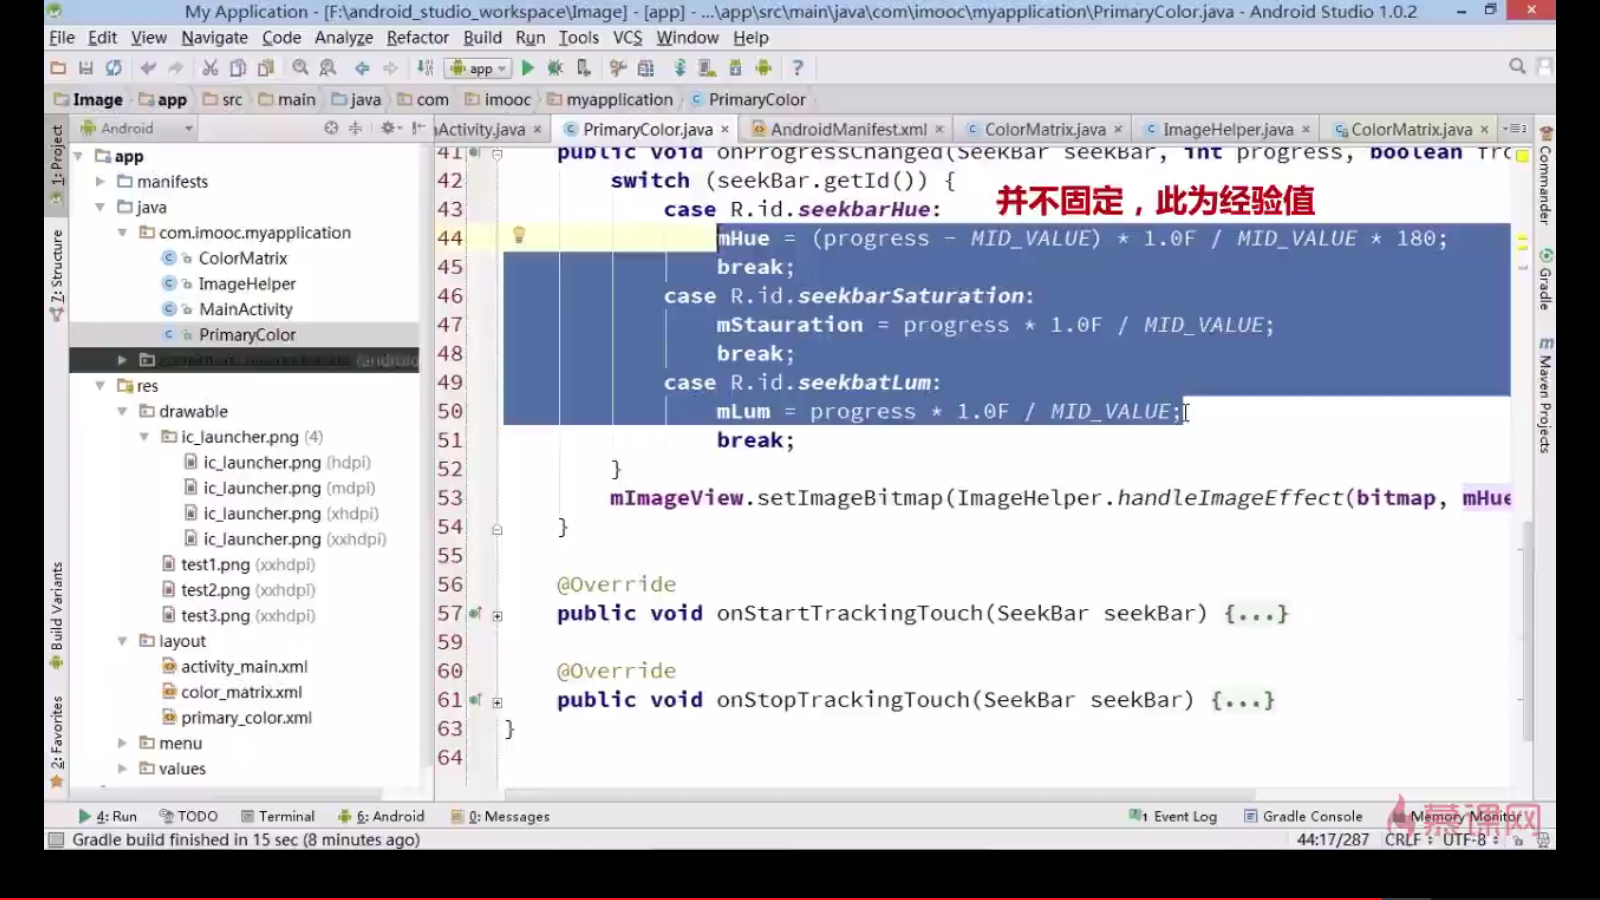 My Application - [F:\android_studio_workspace\Image] - [app] - ...\app\src\main\java\com\imooc\myapplication\PrimaryColor.java - Android Studio 1.0.2
File Edit View Navigate Code Analyze Refactor Build Run Tools VCS Window Help
app
Image app src main java com imooc myapplication PrimaryColor
Android
Activity.java PrimaryColor.java AndroidManifest.xml ColorMatrix.java ImageHelper.java ColorMatrix.java
1: Project
7: Structure
Build Variants
2: Favorites
app
manifests
java
com.imooc.myapplication
ColorMatrix
ImageHelper
MainActivity
PrimaryColor
res
drawable
ic_launcher.png (4)
ic_launcher.png (hdpi)
ic_launcher.png (mdpi)
ic_launcher.png (xhdpi)
ic_launcher.png (xxhdpi)
test1.png (xxhdpi)
test2.png (xxhdpi)
test3.png (xxhdpi)
layout
activity_main.xml
color_matrix.xml
primary_color.xml
menu
values
41 public void onProgressChanged(SeekBar seekBar, int progress, boolean fro
42 switch (seekBar.getId()) {
43 case R.id.seekbarHue:
并不固定，此为经验值
44 mHue = (progress - MID_VALUE) * 1.0F / MID_VALUE * 180;
45 break;
46 case R.id.seekbarSaturation:
47 mStauration = progress * 1.0F / MID_VALUE;
48 break;
49 case R.id.seekbatLum:
50 mLum = progress * 1.0F / MID_VALUE;
51 break;
52 }
53 mImageView.setImageBitmap(ImageHelper.handleImageEffect(bitmap, mHue
54 }
55
56 @Override
57 public void onStartTrackingTouch(SeekBar seekBar) {...}
59
60 @Override
61 public void onStopTrackingTouch(SeekBar seekBar) {...}
63 }
64
Commander
Gradle
Maven Projects
4: Run TODO Terminal 6: Android 0: Messages 1 Event Log Gradle Console Memory Monitor
慕课网
Gradle build finished in 15 sec (8 minutes ago) 44:17/287 CRLF UTF-8